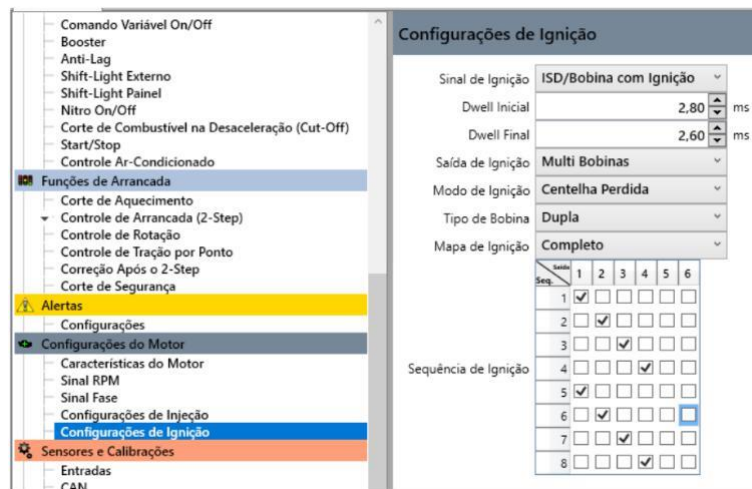 Comando Variável On/Off
Booster
Anti-Lag
Shift-Light Externo
Shift-Light Painel
Nitro On/Off
Corte de Combustível na Desaceleração (Cut-Off)
Start/Stop
Controle Ar-Condicionado
Funções de Arrancada
Corte de Aquecimento
Controle de Arrancada (2-Step)
Controle de Rotação
Controle de Tração por Ponto
Correção Após o 2-Step
Corte de Segurança
Alertas
Configurações
Configurações do Motor
Características do Motor
Sinal RPM
Sinal Fase
Configurações de Injeção
Configurações de Ignição
Sensores e Calibrações
Entradas
CAN
Configurações de Ignição
Sinal de Ignição ISD/Bobina com Ignição
Dwell Inicial 2,80 ms
Dwell Final 2,60 ms
Saída de Ignição Multi Bobinas
Modo de Ignição Centelha Perdida
Tipo de Bobina Dupla
Mapa de Ignição Completo
Saída 1 2 3 4 5 6
Seq.
1
2
3
Sequência de Ignição 4
5
6
7
8